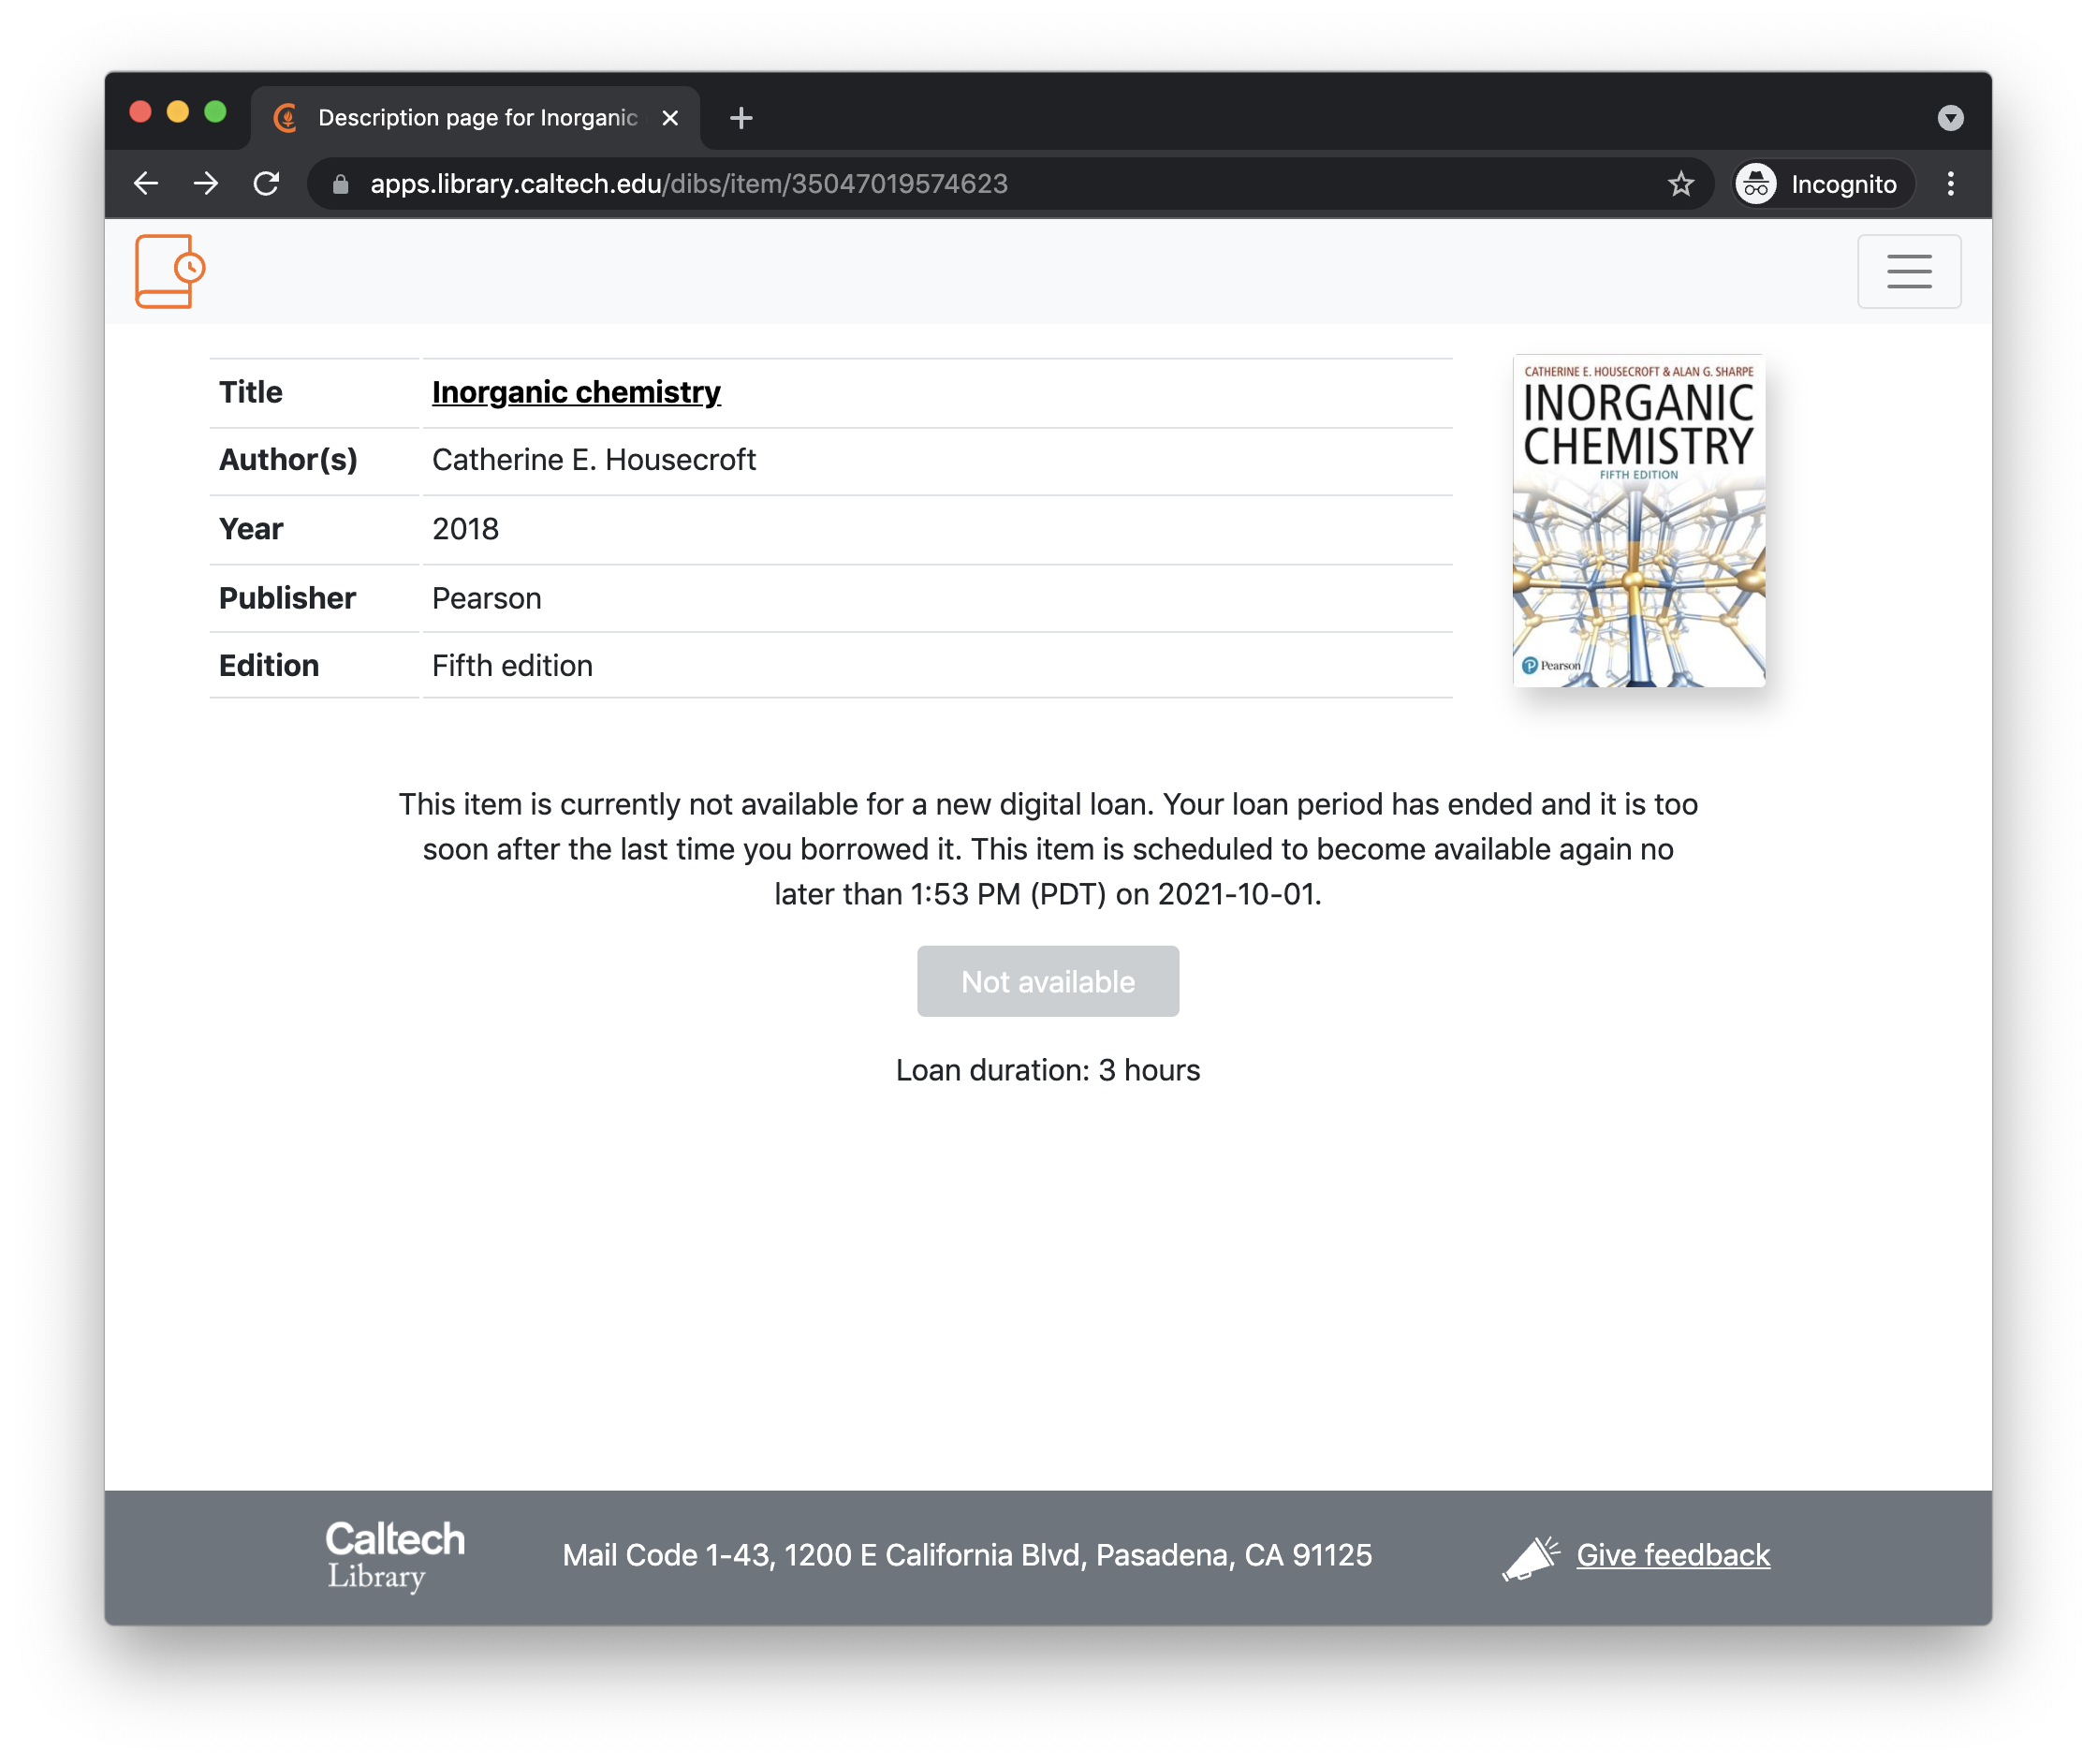 Description page for Inorganic
apps.library.caltech.edu/dibs/item/35047019574623
Incognito
Title Inorganic chemistry
Author(s) Catherine E. Housecroft
Year 2018
Publisher Pearson
Edition Fifth edition
CATHERINE E. HOUSECROFT & ALAN G. SHARPE
INORGANIC
CHEMISTRY
FIFTH EDITION
Pearson
This item is currently not available for a new digital loan. Your loan period has ended and it is too
soon after the last time you borrowed it. This item is scheduled to become available again no
later than 1:53 PM (PDT) on 2021-10-01.
Not available
Loan duration: 3 hours
Caltech
Library
Mail Code 1-43, 1200 E California Blvd, Pasadena, CA 91125
Give feedback